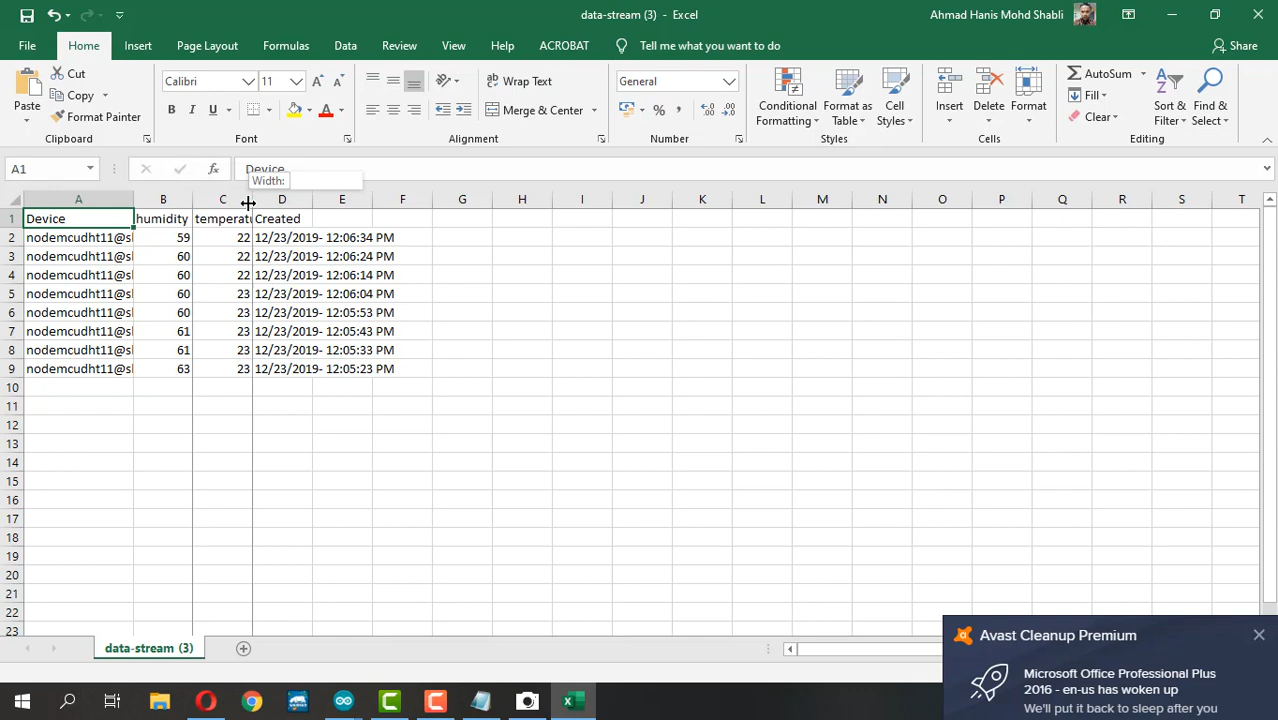 data-stream (3) - Excel
Ahmad Hanis Mohd Shabli
File Home Insert Page Layout Formulas Data Review View Help ACROBAT Tell me what you want to do Share
Paste
Cut
Copy
Format Painter
Clipboard
Calibri 11
B I U
Font
Wrap Text
Merge & Center
Alignment
General
%
Number
Conditional Formatting
Format as Table
Cell Styles
Styles
Insert Delete Format
Cells
AutoSum
Fill
Clear
Sort & Filter
Find & Select
Editing
A1 fx Device
Width:
A B C D E F G H I J K L M N O P Q R S T
1 Device humidity temperatu Created
2 nodemcudht11@sl 59 22 12/23/2019- 12:06:34 PM
3 nodemcudht11@sl 60 22 12/23/2019- 12:06:24 PM
4 nodemcudht11@sl 60 22 12/23/2019- 12:06:14 PM
5 nodemcudht11@sl 60 23 12/23/2019- 12:06:04 PM
6 nodemcudht11@sl 60 23 12/23/2019- 12:05:53 PM
7 nodemcudht11@sl 61 23 12/23/2019- 12:05:43 PM
8 nodemcudht11@sl 61 23 12/23/2019- 12:05:33 PM
9 nodemcudht11@sl 63 23 12/23/2019- 12:05:23 PM
10
11
12
13
14
15
16
17
18
19
20
21
22
23
data-stream (3)
Avast Cleanup Premium
Microsoft Office Professional Plus
2016 - en-us has woken up
We'll put it back to sleep after you